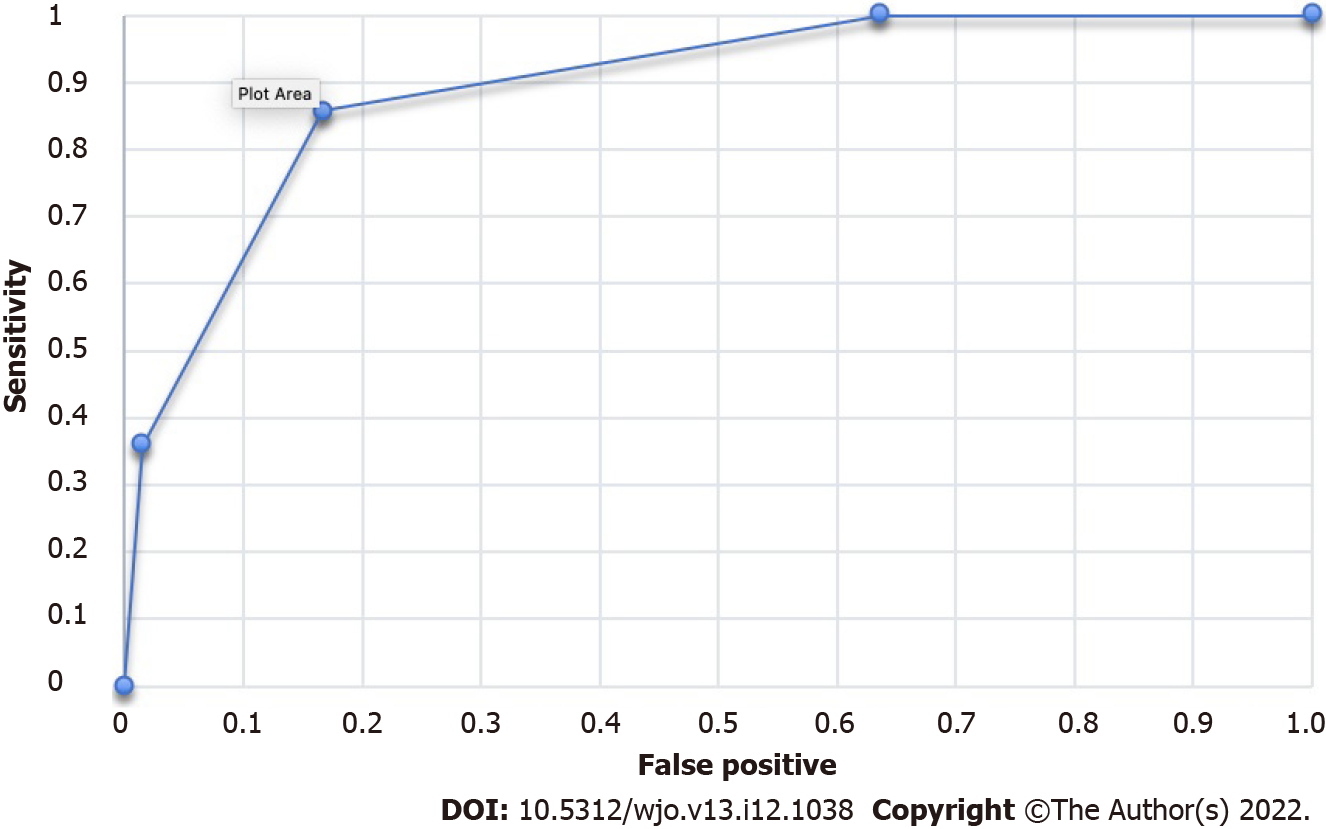 1
0.9
Plot Area
0.8
0.7
0.6
0.5
0.4
0.3
0.2
0.1
0
Sensitivity
0 0.1 0.2 0.3 0.4 0.5 0.6 0.7 0.8 0.9 1.0
False positive
DOI: 10.5312/wjo.v13.i12.1038 Copyright ©The Author(s) 2022.